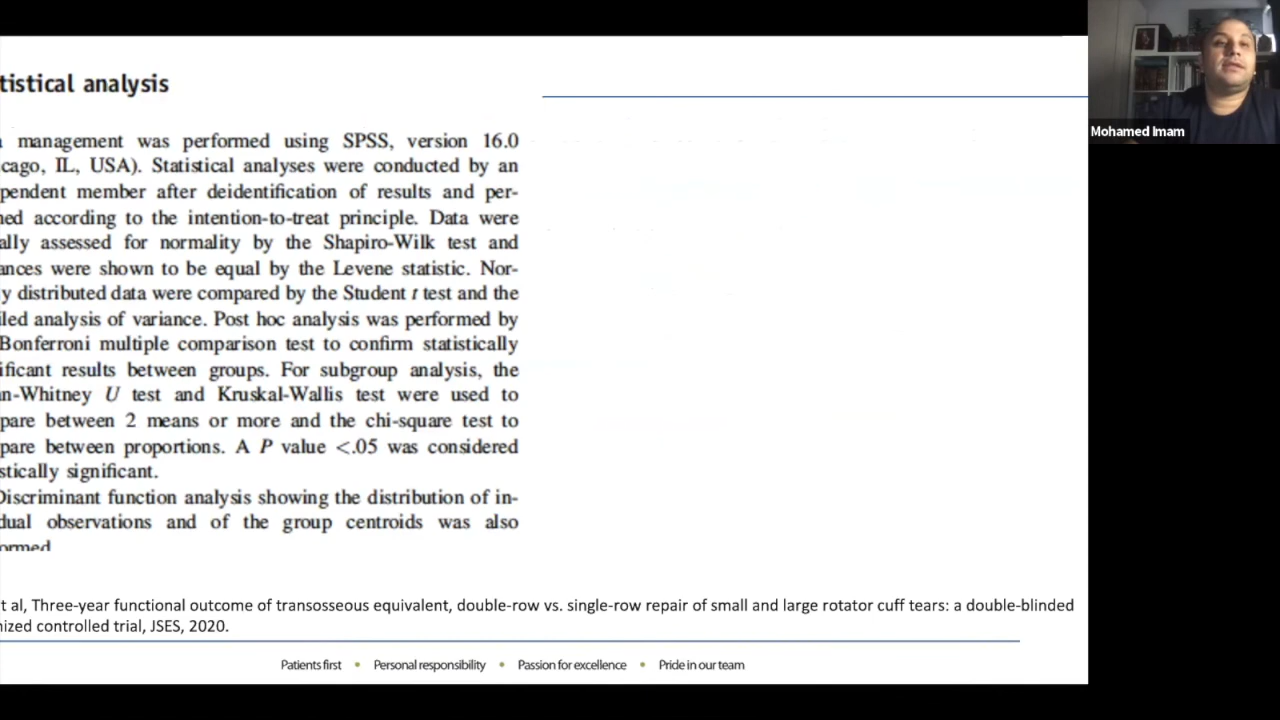 tistical analysis
management was performed using SPSS, version 16.0
cago, IL, USA). Statistical analyses were conducted by an
pendent member after deidentification of results and per-
ned according to the intention-to-treat principle. Data were
ally assessed for normality by the Shapiro-Wilk test and
ances were shown to be equal by the Levene statistic. Nor-
y distributed data were compared by the Student t test and the
iled analysis of variance. Post hoc analysis was performed by
Bonferroni multiple comparison test to confirm statistically
ificant results between groups. For subgroup analysis, the
n-Whitney U test and Kruskal-Wallis test were used to
pare between 2 means or more and the chi-square test to
pare between proportions. A P value <.05 was considered
stically significant.
Discriminant function analysis showing the distribution of in-
dual observations and of the group centroids was also
ormed
t al, Three-year functional outcome of transosseous equivalent, double-row vs. single-row repair of small and large rotator cuff tears: a double-blinded
nized controlled trial, JSES, 2020.
Patients first • Personal responsibility • Passion for excellence • Pride in our team
Mohamed Imam